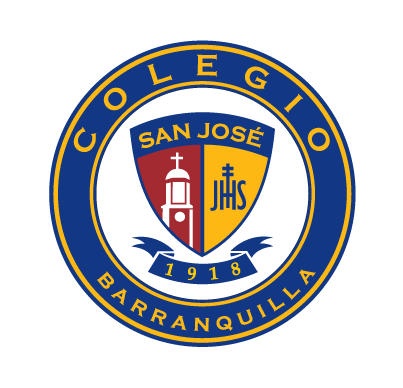 COLEGIO
SAN JOSÉ
JHS
1918
BARRANQUILLA